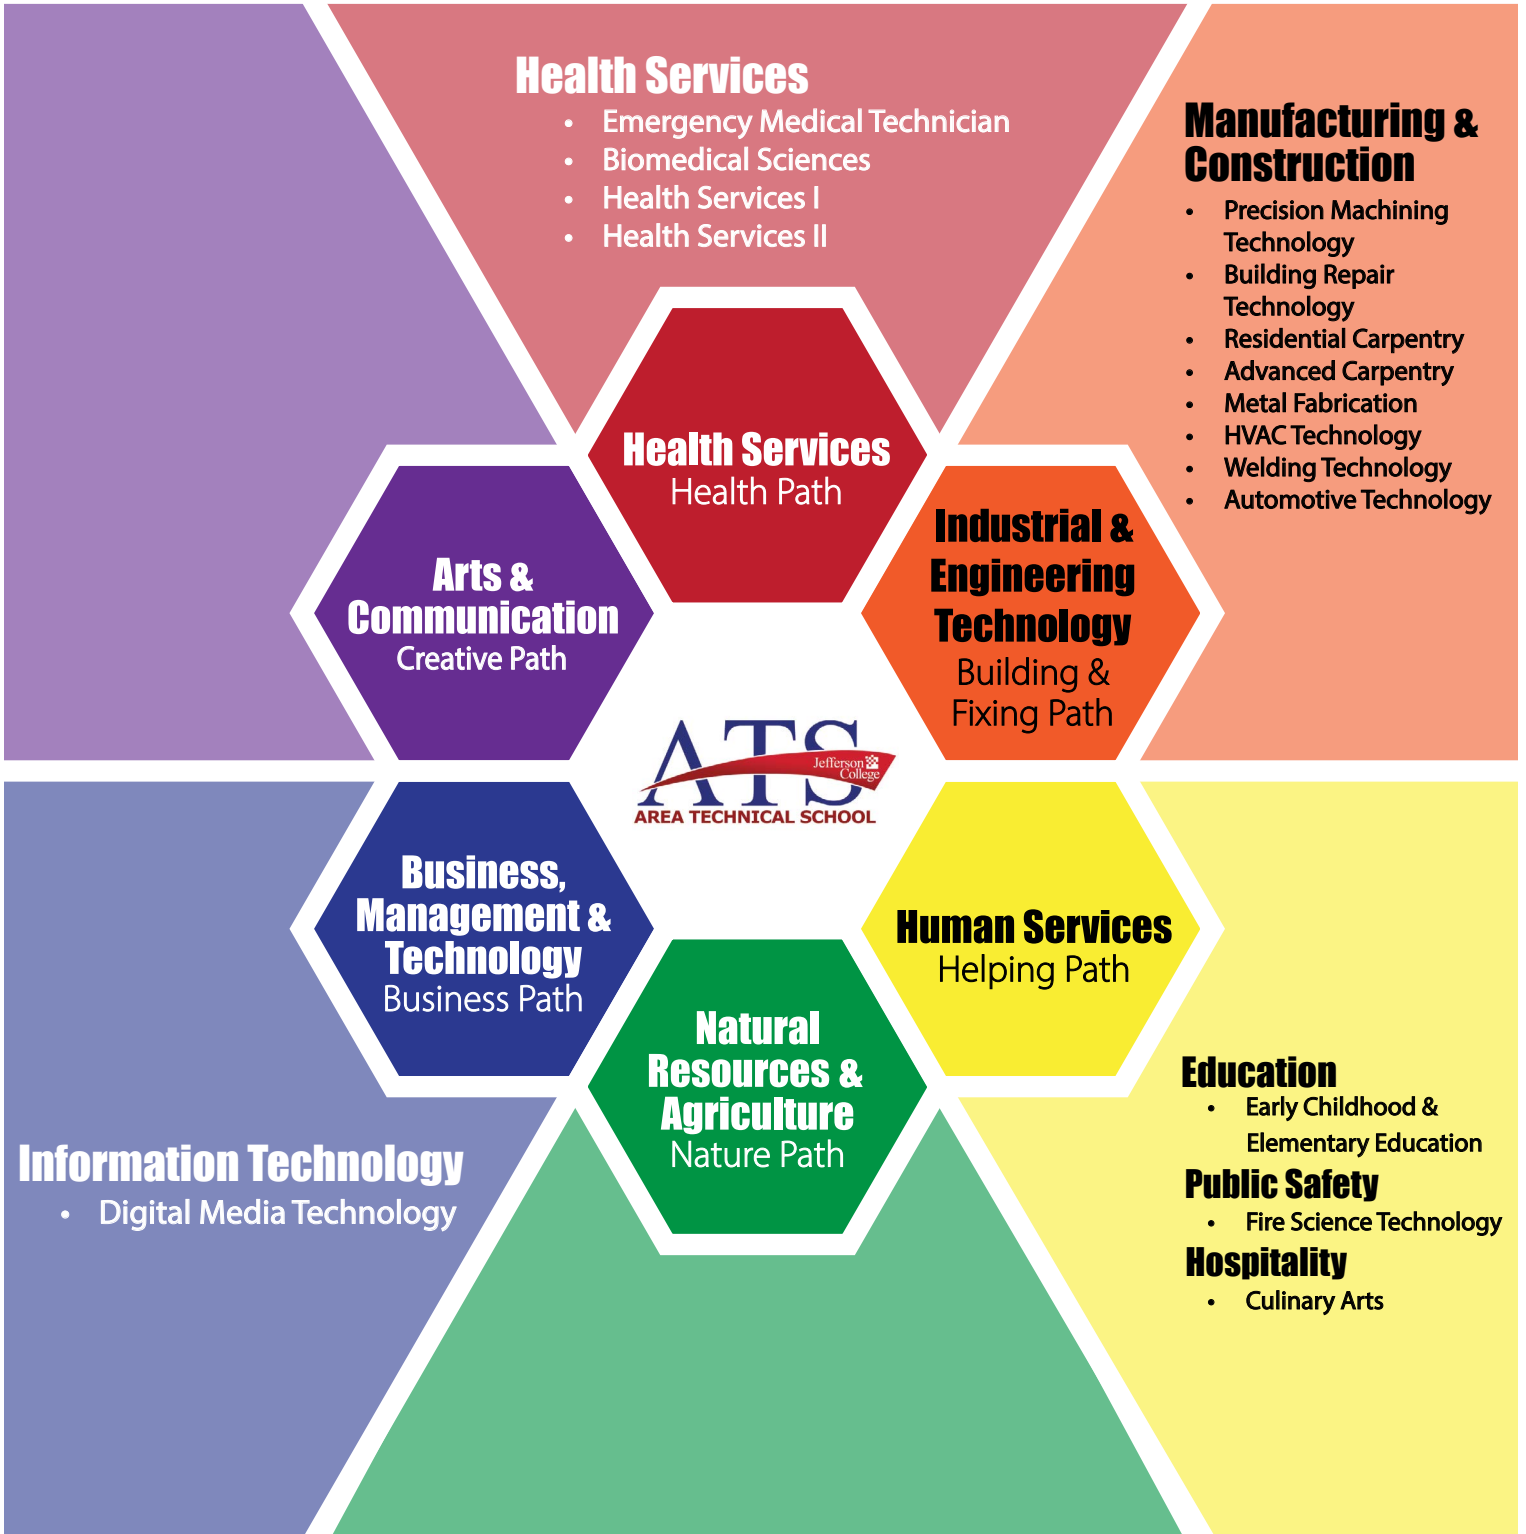 Health Services
• Emergency Medical Technician
• Biomedical Sciences
• Health Services I
• Health Services II
Manufacturing &
Construction
• Precision Machining
Technology
• Building Repair
Technology
• Residential Carpentry
• Advanced Carpentry
• Metal Fabrication
• HVAC Technology
• Welding Technology
• Automotive Technology
Health Services
Health Path
Industrial &
Engineering
Technology
Building &
Fixing Path
Arts &
Communication
Creative Path
ATS
Jefferson
College
AREA TECHNICAL SCHOOL
Business,
Management &
Technology
Business Path
Human Services
Helping Path
Natural
Resources &
Agriculture
Nature Path
Information Technology
• Digital Media Technology
Education
• Early Childhood &
Elementary Education
Public Safety
• Fire Science Technology
Hospitality
• Culinary Arts